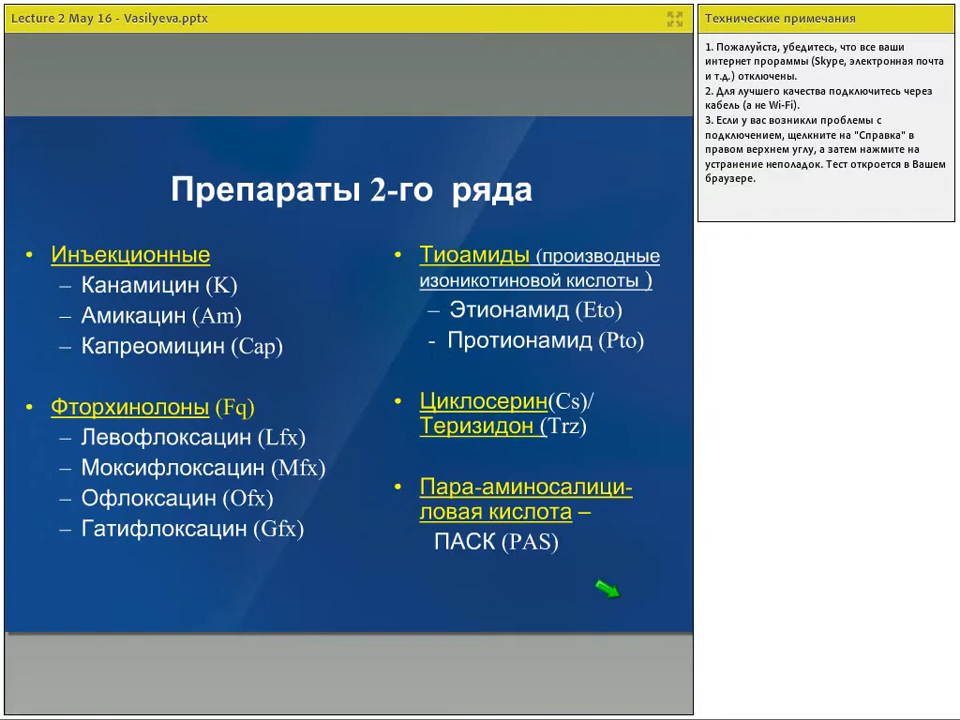 Lecture 2 May 16 - Vasilyeva.pptx
Препараты 2-го ряда
• Инъекционные
– Канамицин (K)
– Амикацин (Am)
– Капреомицин (Cap)
• Фторхинолоны (Fq)
– Левофлоксацин (Lfx)
– Моксифлоксацин (Mfx)
– Офлоксацин (Ofx)
– Гатифлоксацин (Gfx)
• Тиоамиды (производные
изоникотиновой кислоты )
– Этионамид (Eto)
- Протионамид (Pto)
• Циклосерин(Cs)/
Теризидон (Trz)
• Пара-аминосалици-
ловая кислота –
ПАСК (PAS)
Технические примечания
1. Пожалуйста, убедитесь, что все ваши
интернет прораммы (Skype, электронная почта
и т.д.) отключены.
2. Для лучшего качества подключитесь через
кабель (а не Wi-Fi).
3. Если у вас возникли проблемы с
подключением, щелкните на "Справка" в
правом верхнем углу, а затем нажмите на
устранение неполадок. Тест откроется в Вашем
браузере.